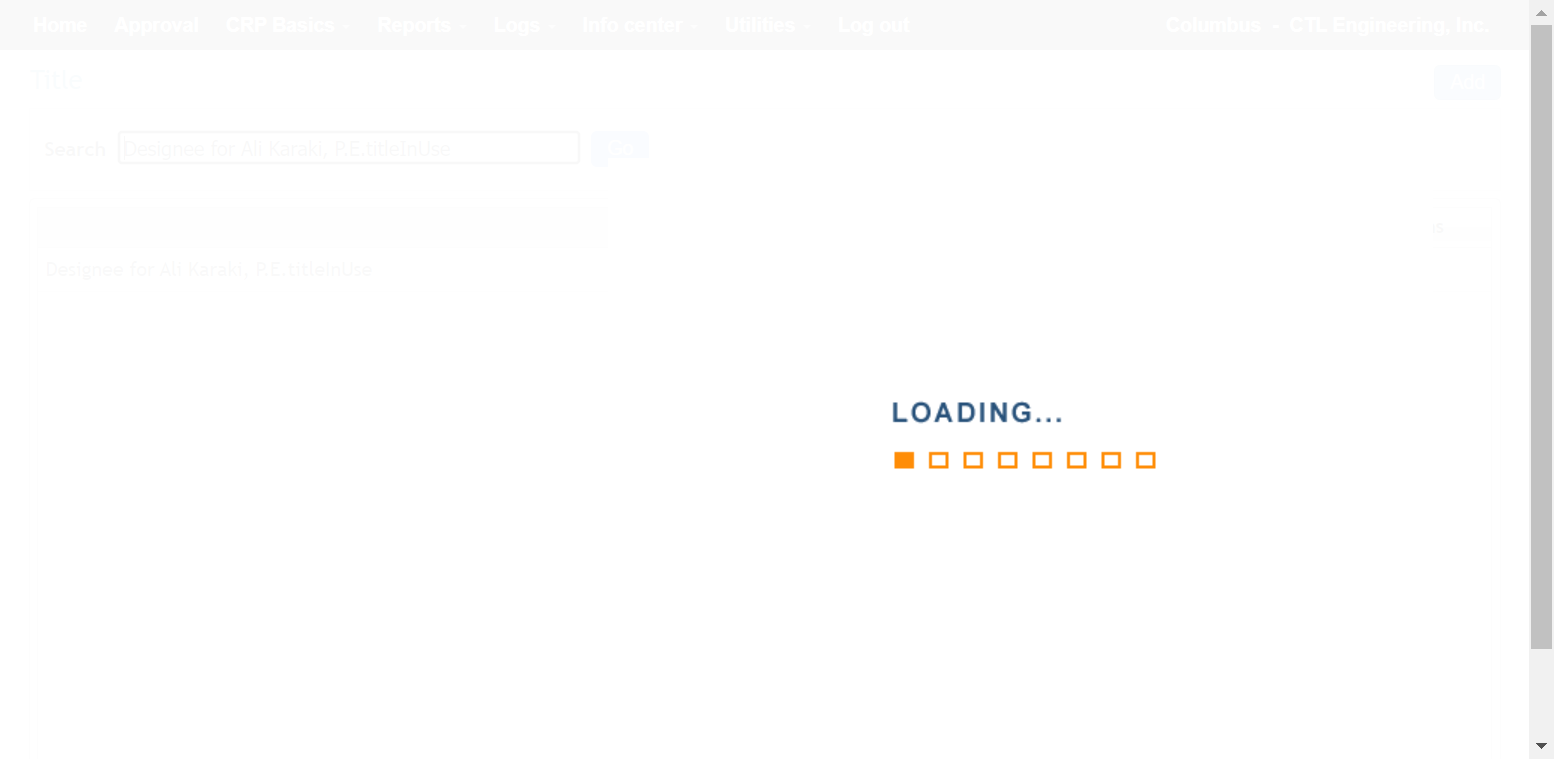 Home Approval CRP Basics Reports Logs Info center Utilities Log out Columbus - CTL Engineering, Inc.
Title Add
Search Designee for Ali Karaki, P.E.titleInUse Go
Designee for Ali Karaki, P.E.titleInUse
LOADING...